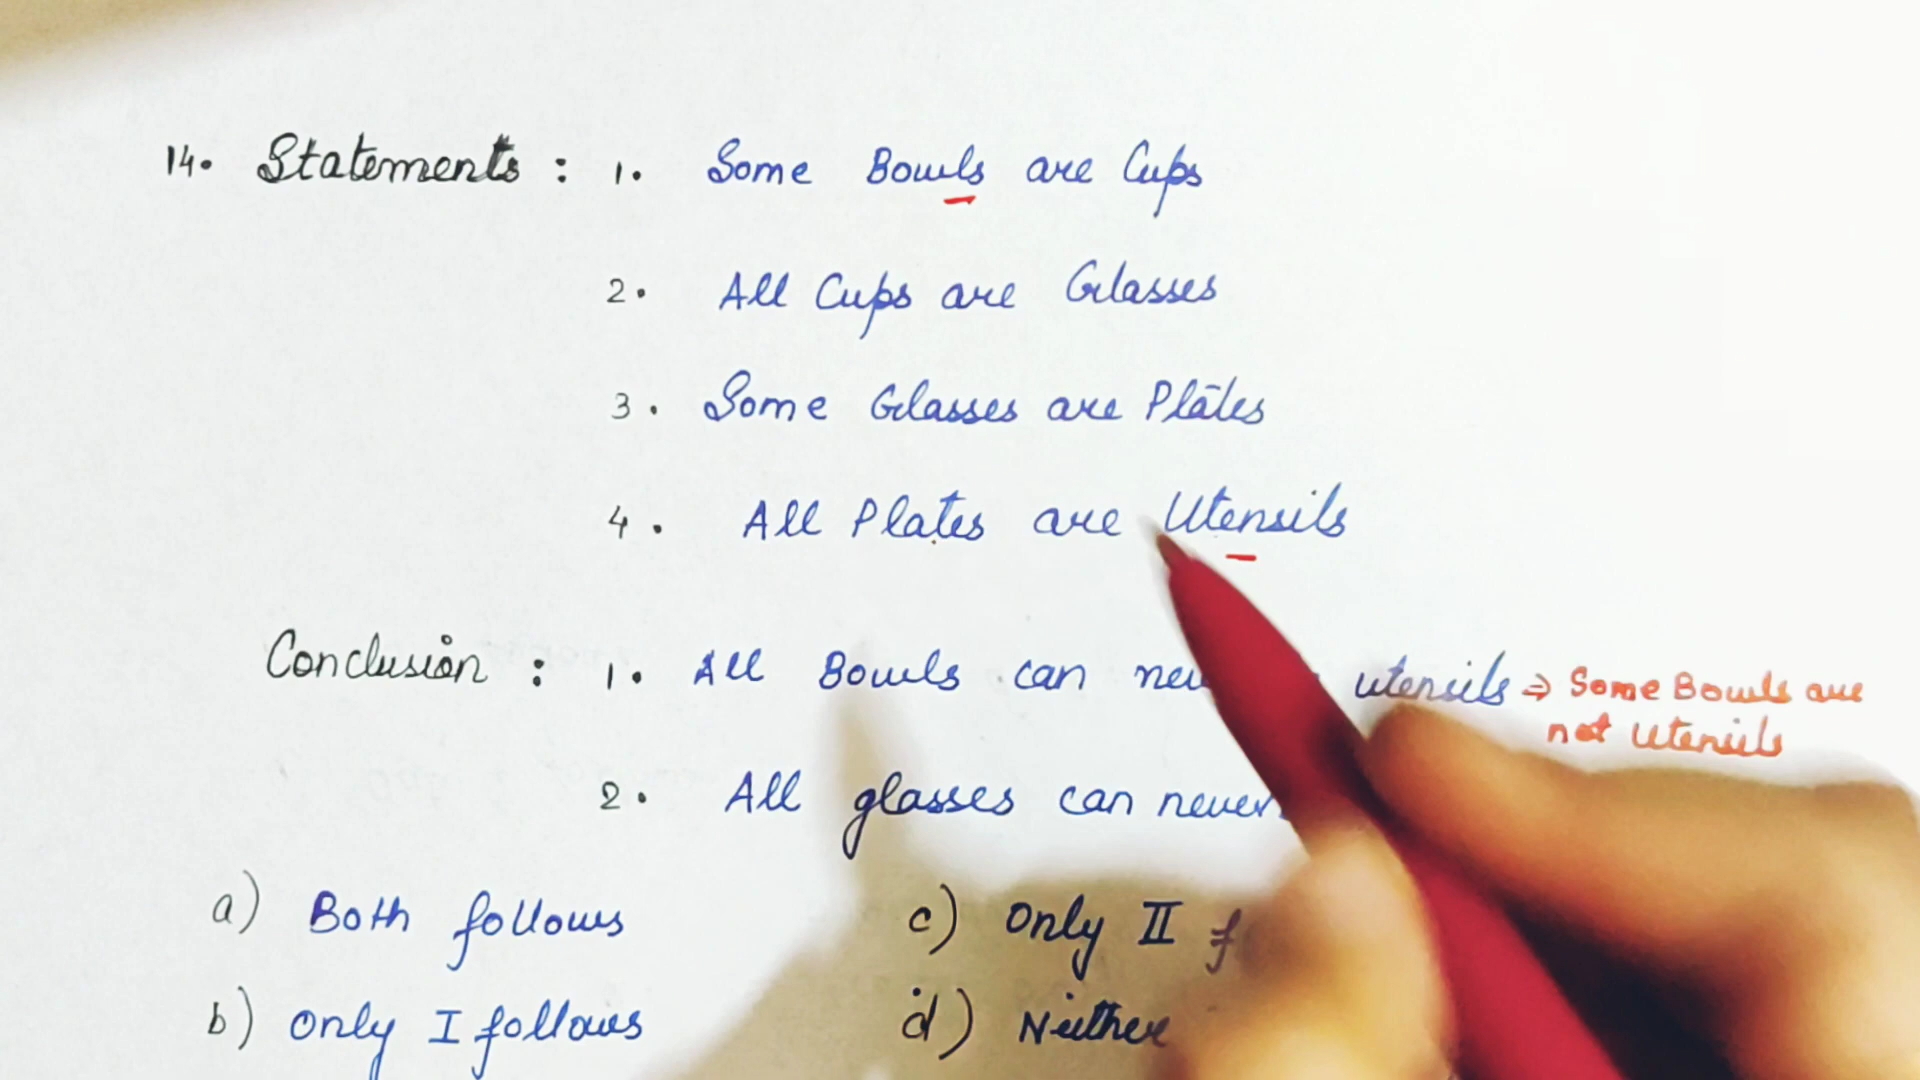 14. Statements : 1. Some Bowls are Cups
2. All Cups are Glasses
3. Some Glasses are Plates
4. All Plates are Utensils
Conclusion : 1. All Bowls can utensils ⇒ Some Bowls are
not Utensils
2. All glasses can never
a) Both follows c) Only II
b) Only I follows d) Neither